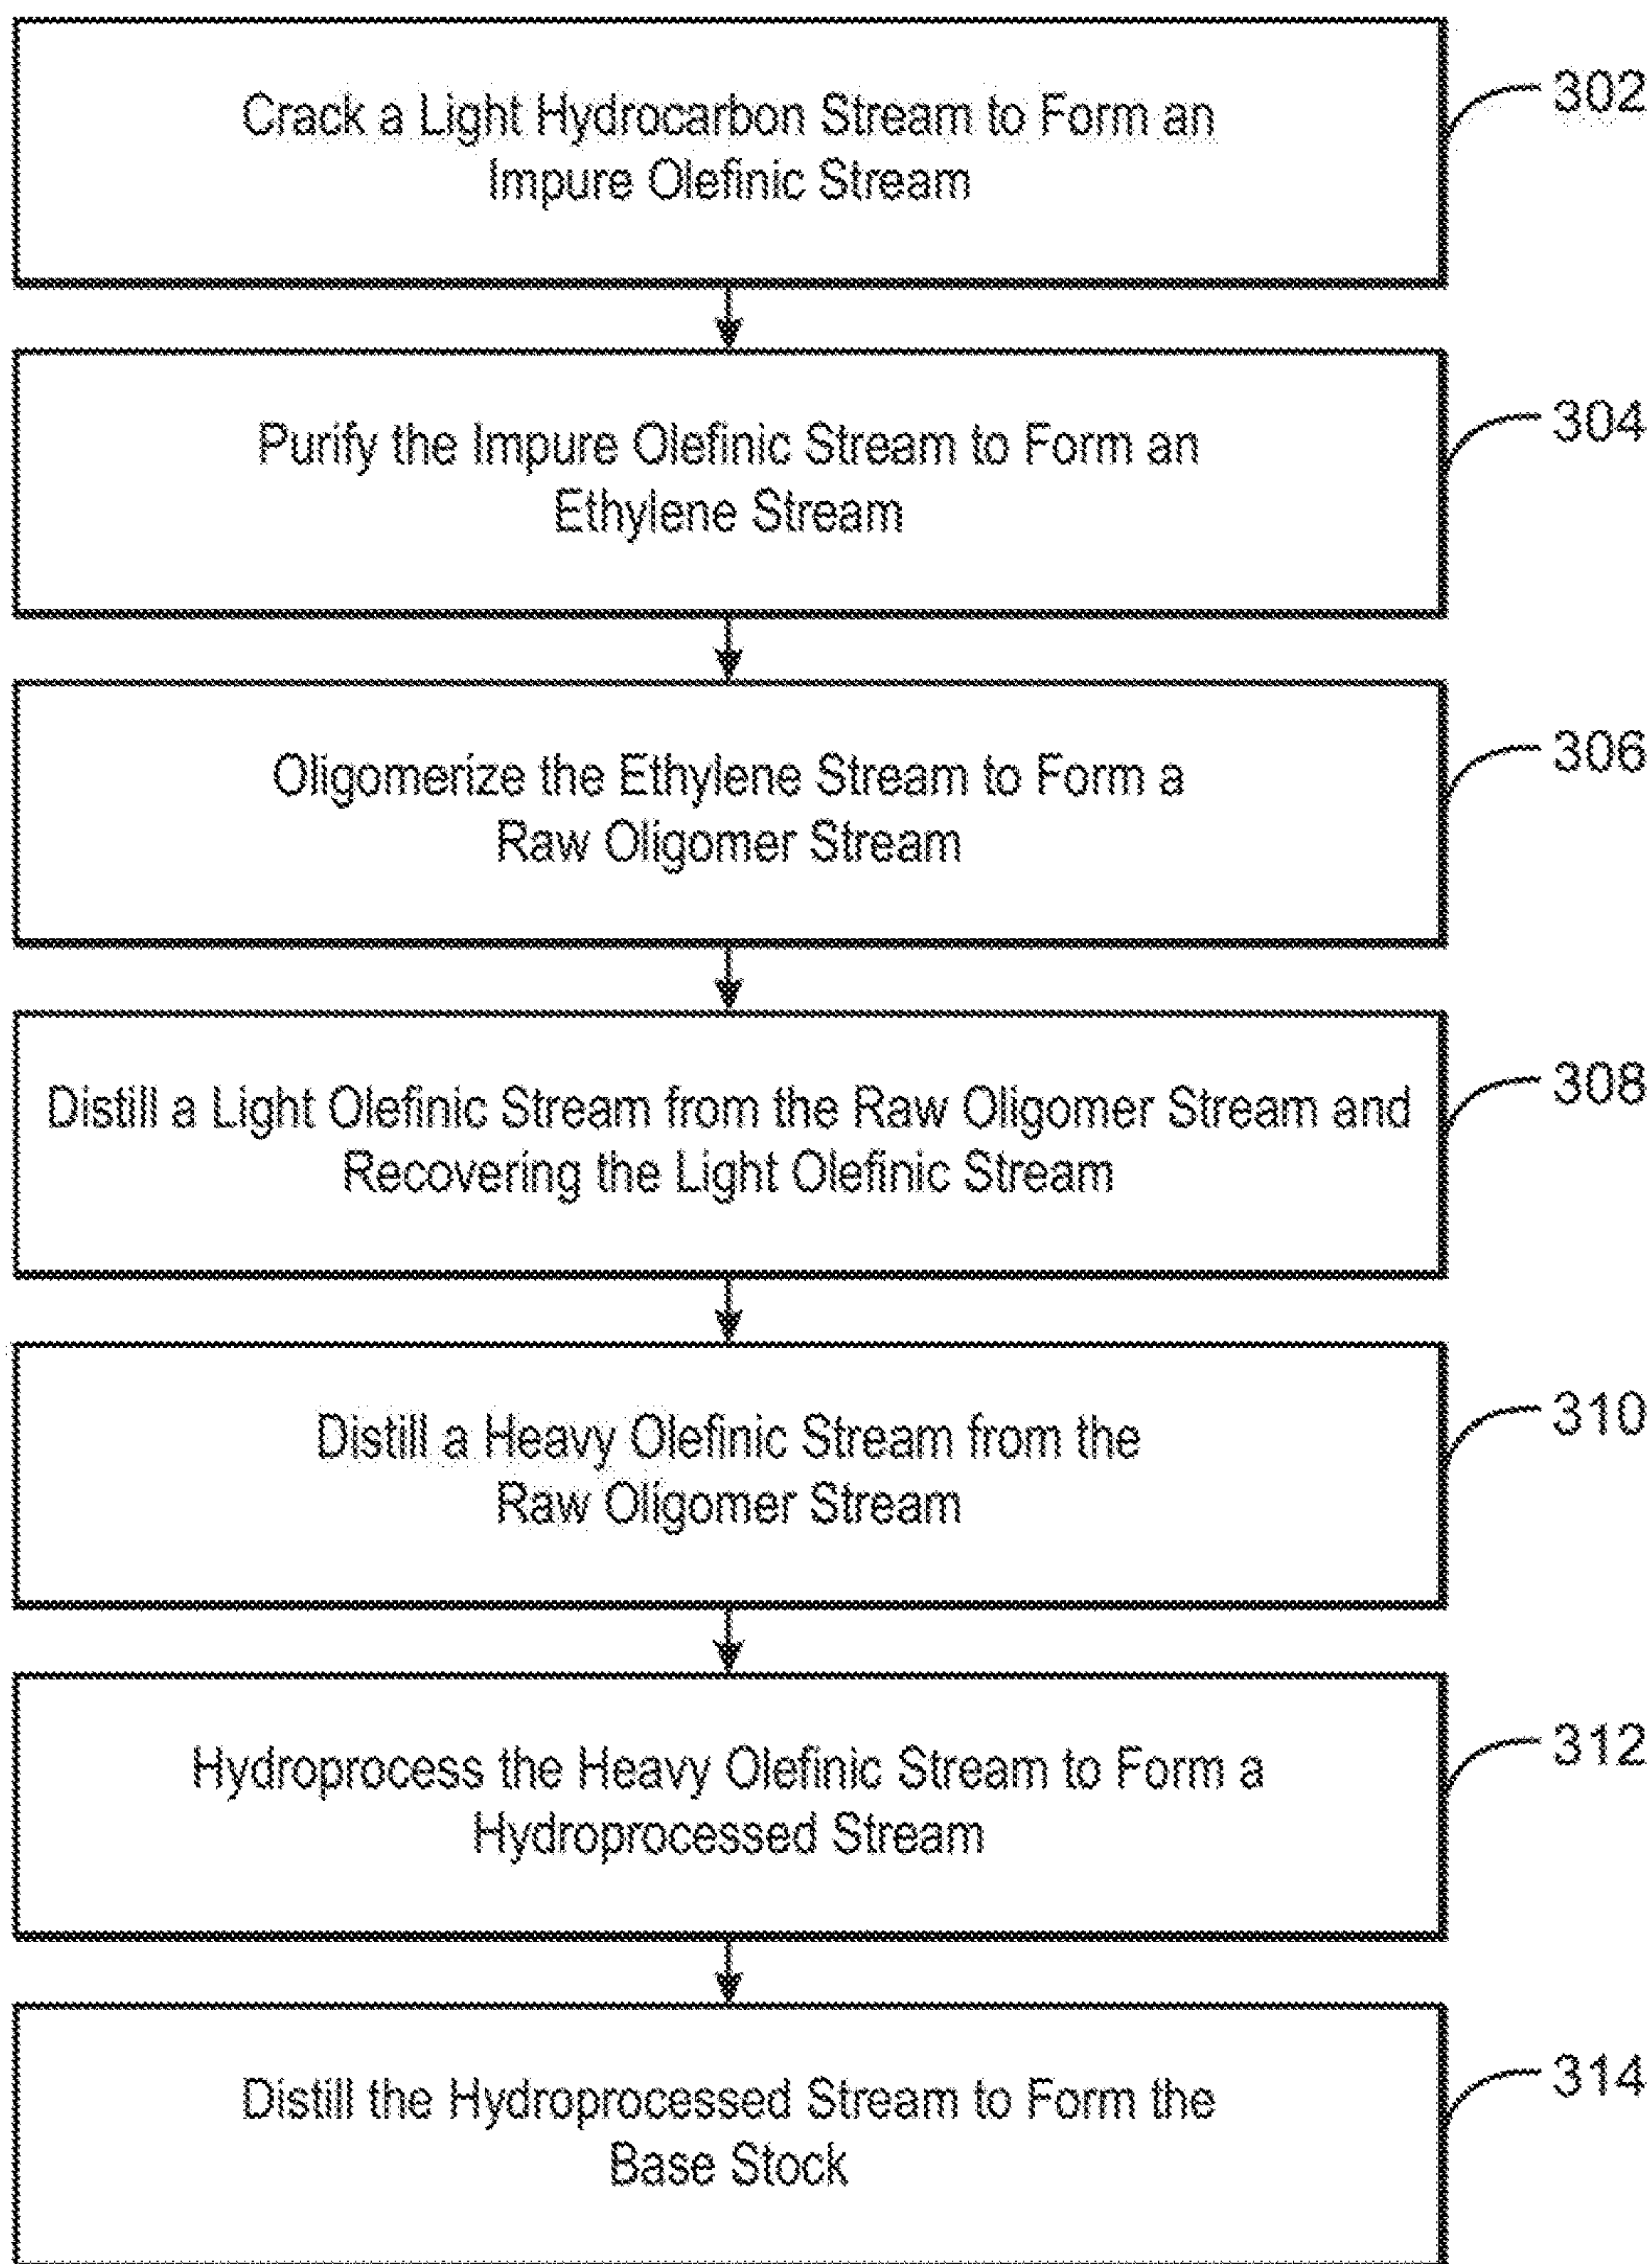 Crack a Light Hydrocarbon Stream to Form an
Impure Olefinic Stream
302
Purify the Impure Olefinic Stream to Form an
Ethylene Stream
304
Oligomerize the Ethylene Stream to Form a
Raw Oligomer Stream
306
Distill a Light Olefinic Stream from the Raw Oligomer Stream and
Recovering the Light Olefinic Stream
308
Distill a Heavy Olefinic Stream from the
Raw Oligomer Stream
310
Hydroprocess the Heavy Olefinic Stream to Form a
Hydroprocessed Stream
312
Distill the Hydroprocessed Stream to Form the
Base Stock
314